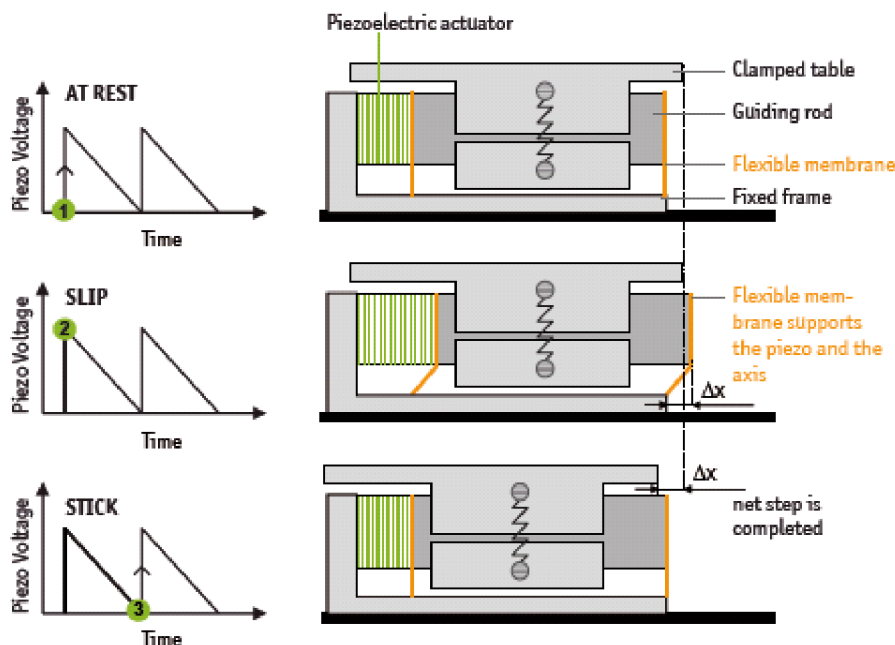 Piezoelectric actuator
AT REST
Piezo Voltage
1
Time
Clamped table
Guiding rod
Flexible membrane
Fixed frame
SLIP
Piezo Voltage
2
Time
Flexible mem-
brane supports
the piezo and the
axis
Δx
STICK
Piezo Voltage
3
Time
Δx
net step is
completed